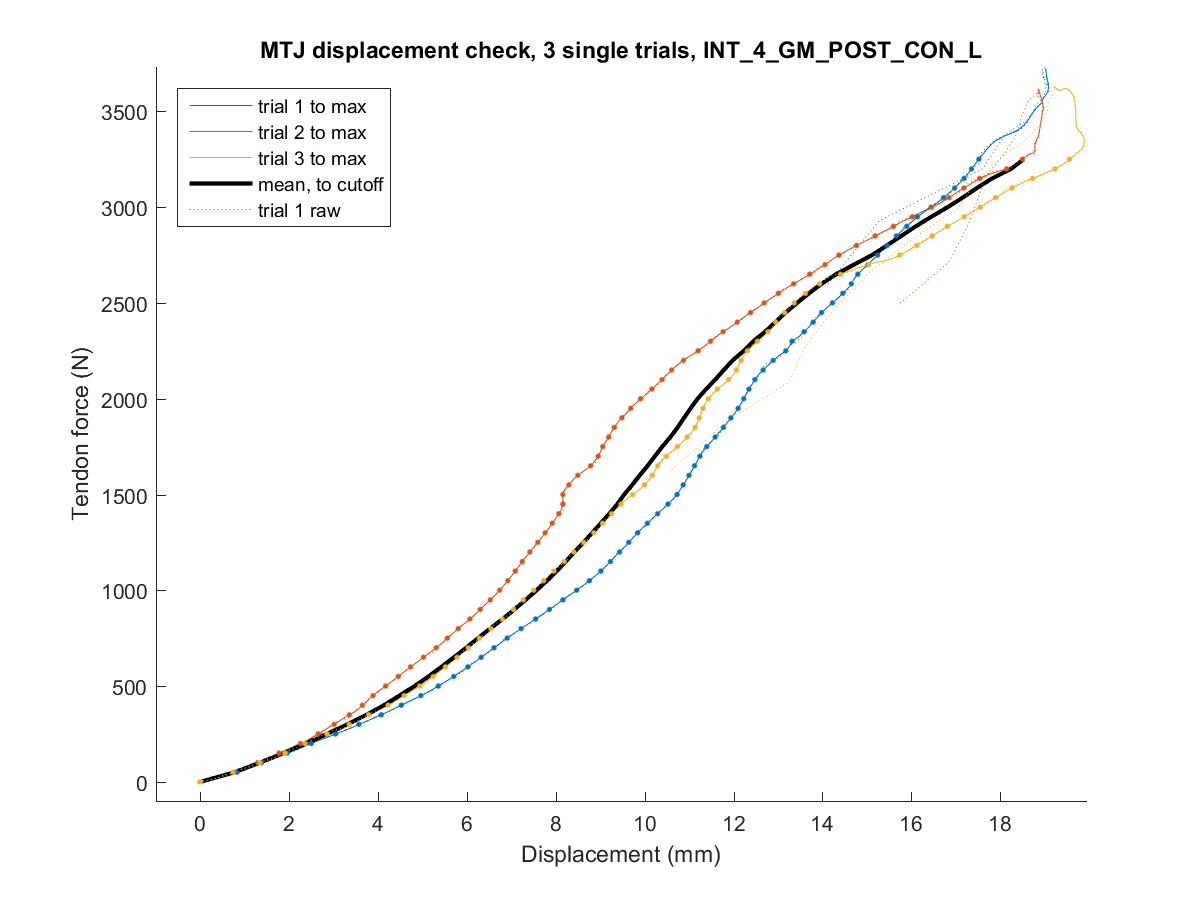 MTJ displacement check, 3 single trials, INT_4_GM_POST_CON_L
trial 1 to max
trial 2 to max
trial 3 to max
mean, to cutoff
trial 1 raw
3500
3000
2500
2000
1500
1000
500
0
Tendon force (N)
0 2 4 6 8 10 12 14 16 18
Displacement (mm)